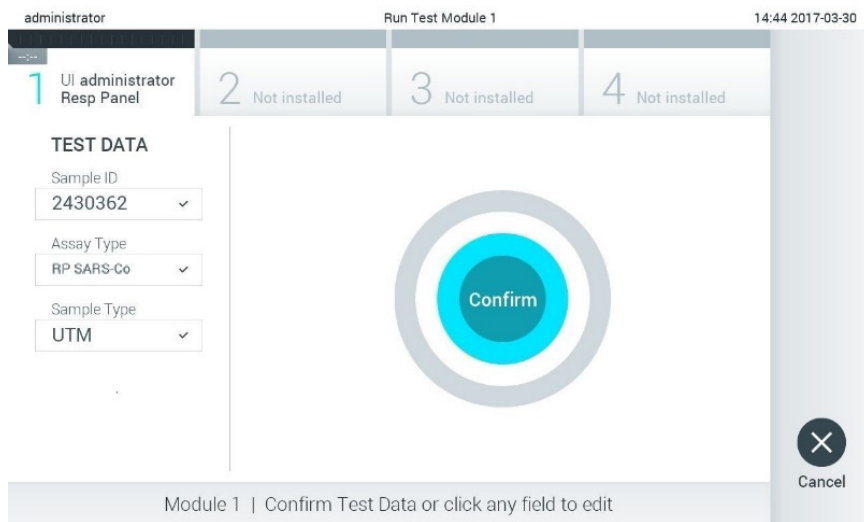 administrator Run Test Module 1 14:44 2017-03-30
--:--
1 UI administrator
Resp Panel
2 Not installed
3 Not installed
4 Not installed
TEST DATA
Sample ID
2430362
Assay Type
RP SARS-Co
Sample Type
UTM
Confirm
Cancel
Module 1 | Confirm Test Data or click any field to edit